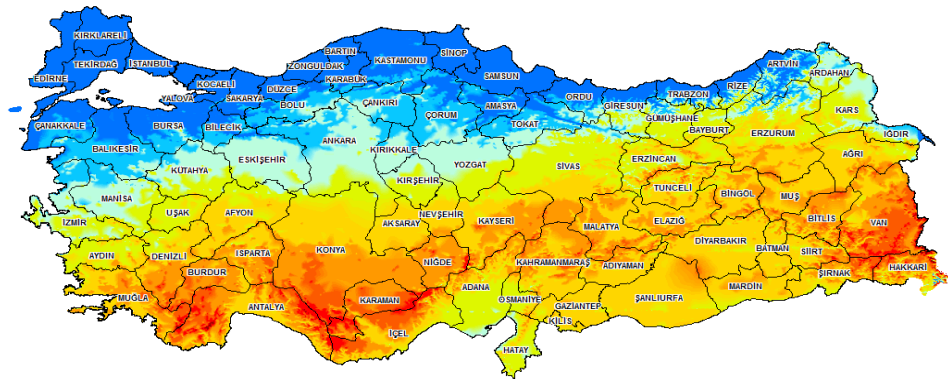 KIRKLARELİ
TEKİRDAĞ
İSTANBUL
EDİRNE
KOCAELİ
YALOVA
SAKARYA
DÜZCE
BOLU
ZONGULDAK
BARTIN
KARABÜK
KASTAMONU
SİNOP
SAMSUN
ORDU
GİRESUN
TRABZON
RİZE
ARTVİN
ARDAHAN
KARS
IĞDIR
ÇANAKKALE
BURSA
BİLECİK
BALIKESİR
KÜTAHYA
ESKİŞEHİR
ANKARA
ÇANKIRI
KIRIKKALE
ÇORUM
AMASYA
TOKAT
GÜMÜŞHANE
BAYBURT
ERZURUM
AĞRI
YOZGAT
SİVAS
ERZİNCAN
TUNCELİ
BİNGÖL
MUŞ
BİTLİS
VAN
MANİSA
İZMİR
UŞAK
AFYON
KIRŞEHİR
NEVŞEHİR
AKSARAY
KAYSERİ
MALATYA
ELAZIĞ
DİYARBAKIR
BATMAN
SİİRT
ŞIRNAK
HAKKARİ
AYDIN
DENİZLİ
ISPARTA
BURDUR
KONYA
NİĞDE
KAHRAMANMARAŞ
ADIYAMAN
MARDİN
ŞANLIURFA
MUĞLA
ANTALYA
KARAMAN
İÇEL
ADANA
OSMANİYE
GAZİANTEP
KİLİS
HATAY